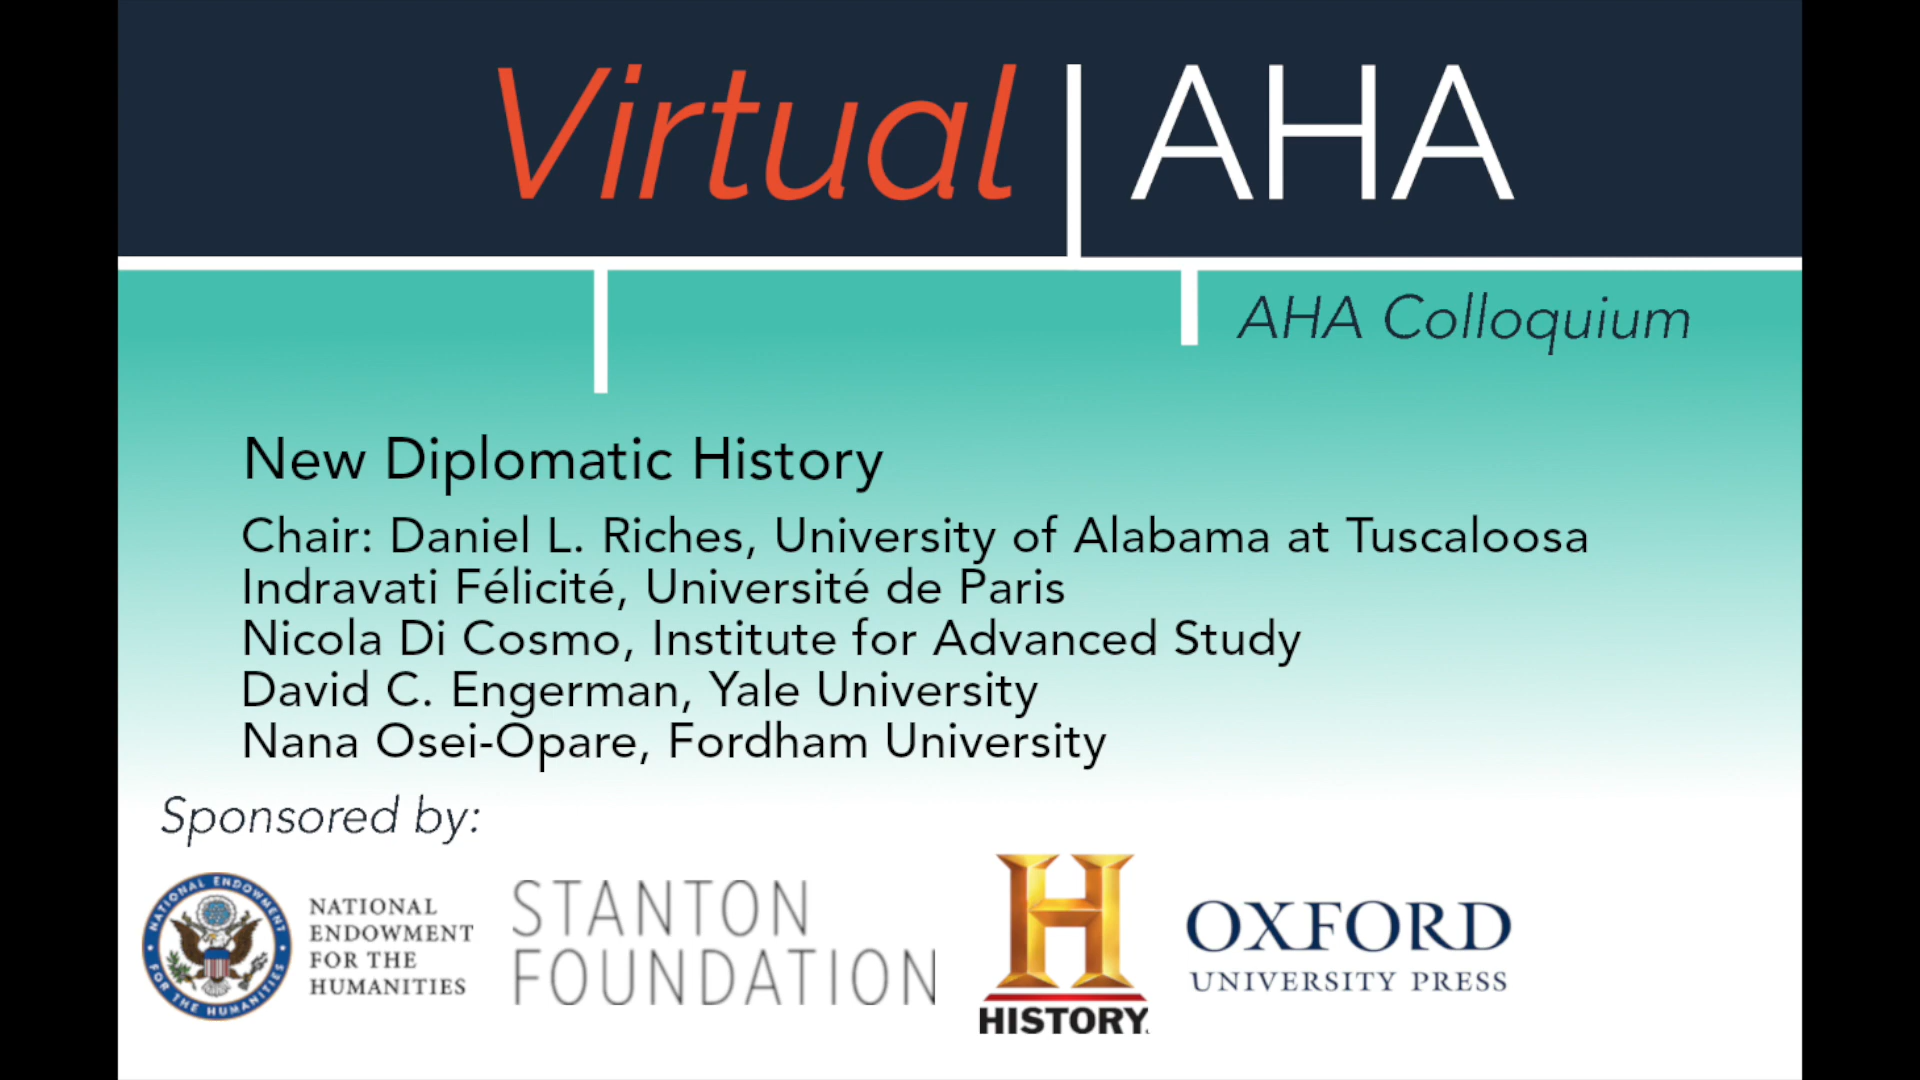 Virtual AHA
AHA Colloquium
New Diplomatic History
Chair: Daniel L. Riches, University of Alabama at Tuscaloosa
Indravati Félicité, Université de Paris
Nicola Di Cosmo, Institute for Advanced Study
David C. Engerman, Yale University
Nana Osei-Opare, Fordham University
Sponsored by:
NATIONAL ENDOWMENT
FOR THE HUMANITIES
NATIONAL
ENDOWMENT
FOR THE
HUMANITIES
STANTON
FOUNDATION
H
HISTORY.
OXFORD
UNIVERSITY PRESS